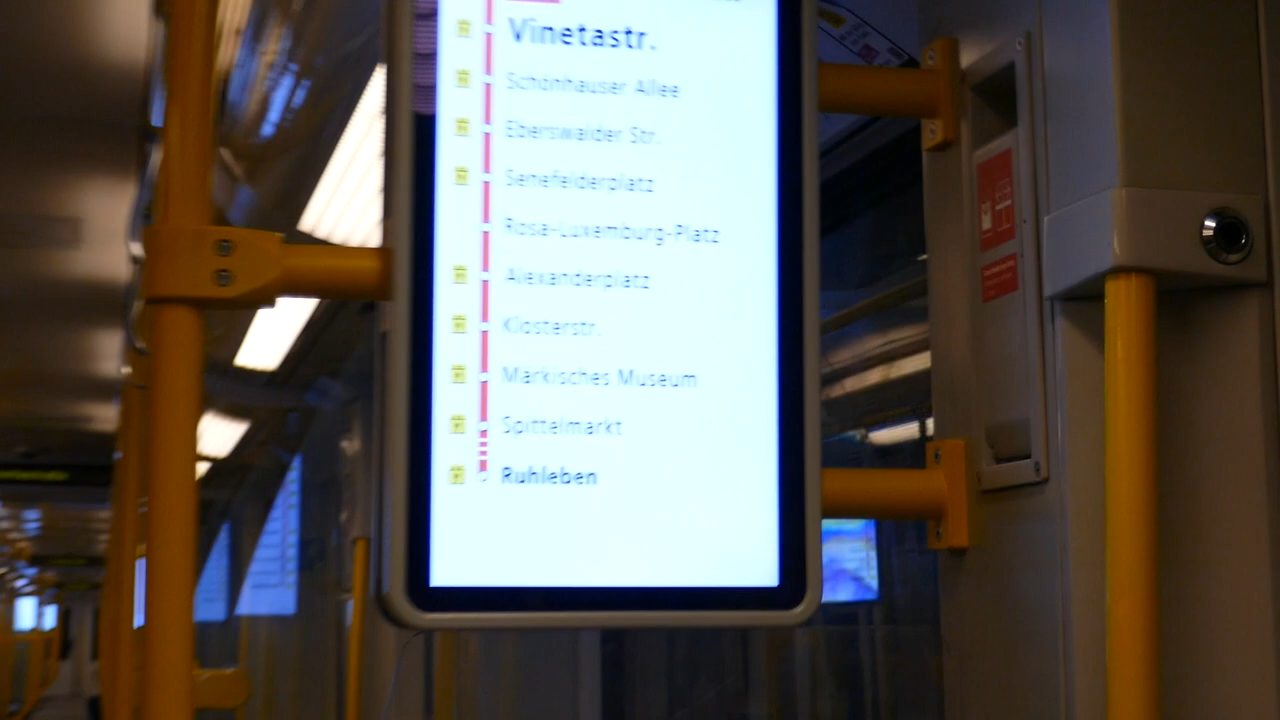 Vinetastr.
Schönhauser Allee
Eberswalder Str.
Senefelderplatz
Rosa-Luxemburg-Platz
Alexanderplatz
Klosterstr.
Märkisches Museum
Spittelmarkt
Ruhleben